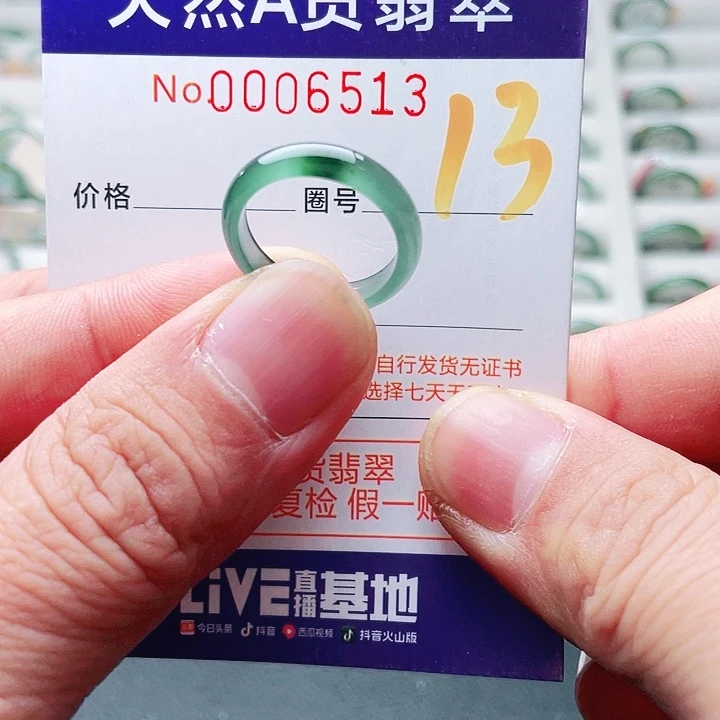 天然A货翡翠
No.0006513
13
价格 圈号
自行发货无证书
选择七天无
货翡翠
复检 假一赔
LiVE直播基地
今日头条 抖音 西瓜视频 抖音火山版